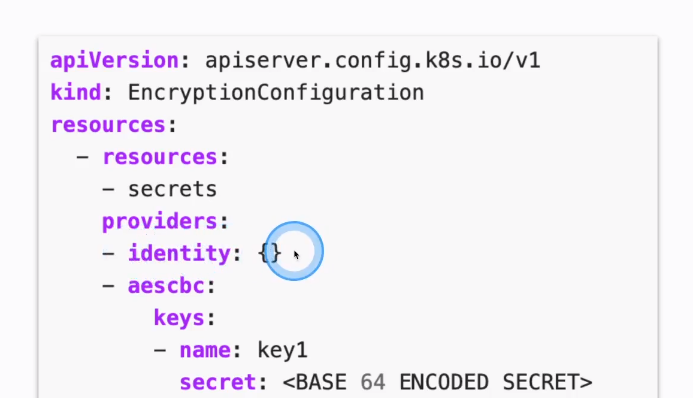 apiVersion: apiserver.config.k8s.io/v1
kind: EncryptionConfiguration
resources:
  - resources:
    - secrets
    providers:
    - identity: {}
    - aescbc:
        keys:
        - name: key1
          secret: <BASE 64 ENCODED SECRET>